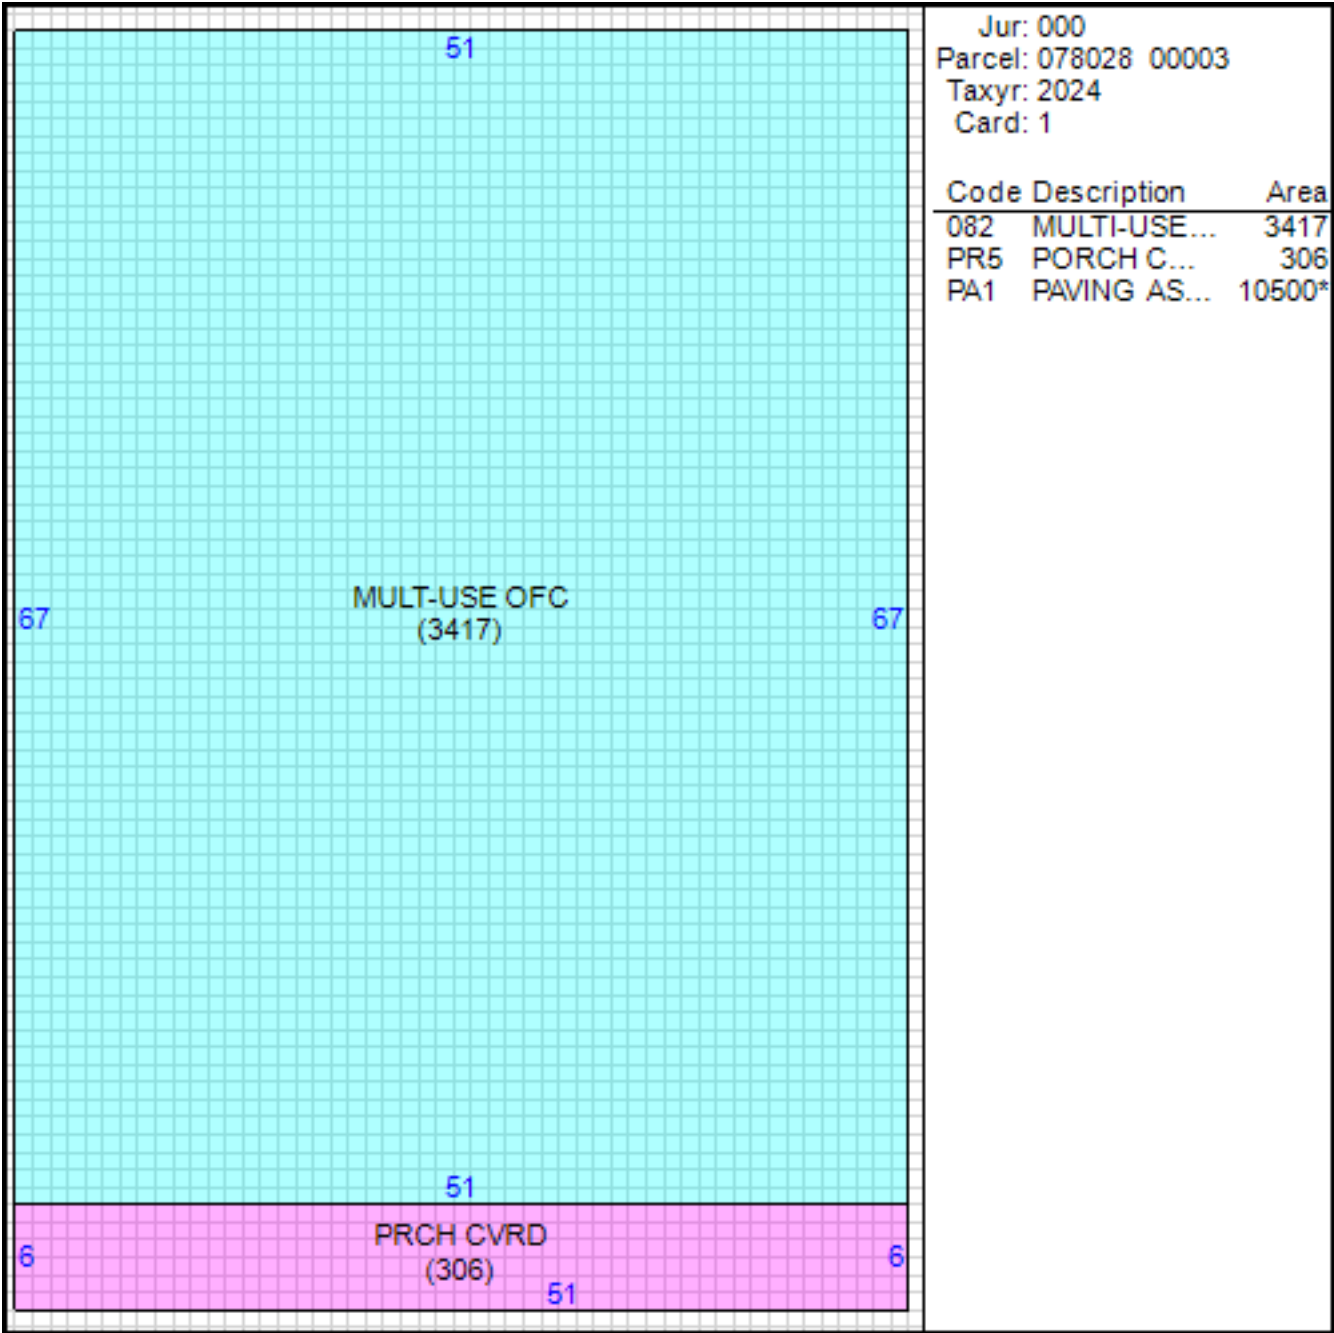 51
67
MULT-USE OFC
(3417)
67
51
PRCH CVRD
(306)
6
6
51
Jur: 000
Parcel: 078028 00003
Taxyr: 2024
Card: 1
Code Description Area
082 MULTI-USE... 3417
PR5 PORCH C... 306
PA1 PAVING AS... 10500*